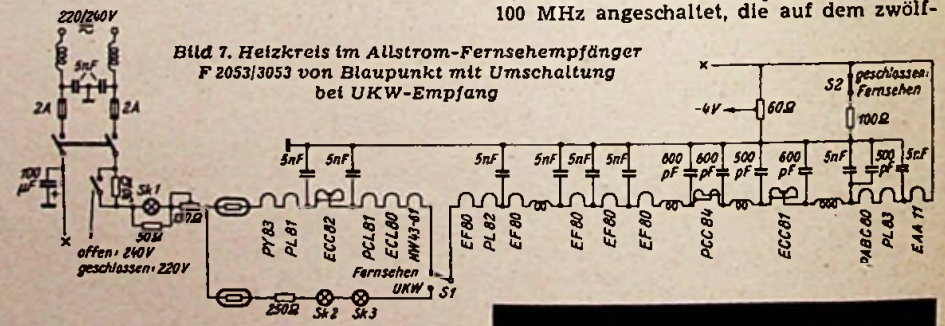 100 MHz angeschaltet, die auf dem zwölf-
220/240V
Bild 7. Heizkreis im Allstrom-Fernsehempfänger
F 2053/3053 von Blaupunkt mit Umschaltung
bei UKW-Empfang
5nF
2A
2A
100
µF
Sk1
50Ω
×
offen: 240V
geschlossen: 220V
×
-4V
60Ω
S2
geschlossen:
Fernsehen
100Ω
5nF
5nF
5nF
5nF
5nF
5nF
600
pF
600
pF
500
pF
600
pF
5nF
500
pF
5nF
PY83
PL81
ECC82
PCL81
ECL80
MW43-61
Fernsehen
UKW
S1
EF80
PL82
EF80
EF80
EF80
EF80
PCC84
ECC81
PABC80
PL83
EAA11
250Ω
Sk2
Sk3